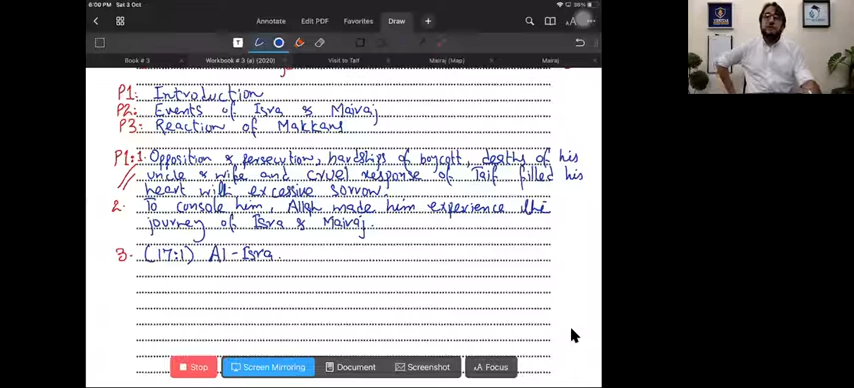 6:00 PM Sat 3 Oct
36%
Annotate Edit PDF Favorites Draw +
Book # 3 Workbook # 3 (a) (2020) Visit to Taif Mairaj (Map) Mairaj
P1: Introduction
P2: Events of Isra & Mairaj
P3: Reaction of Makkans
P1: 1. Opposition & persecution, hardships of boycott, deaths of his
uncle & wife and cruel response of Taif filled his
heart with excessive sorrow.
2. To console him, Allah made him experience the
journey of Isra & Mairaj.
3. (17:1) Al-Isra.
Stop Screen Mirroring Document Screenshot Focus